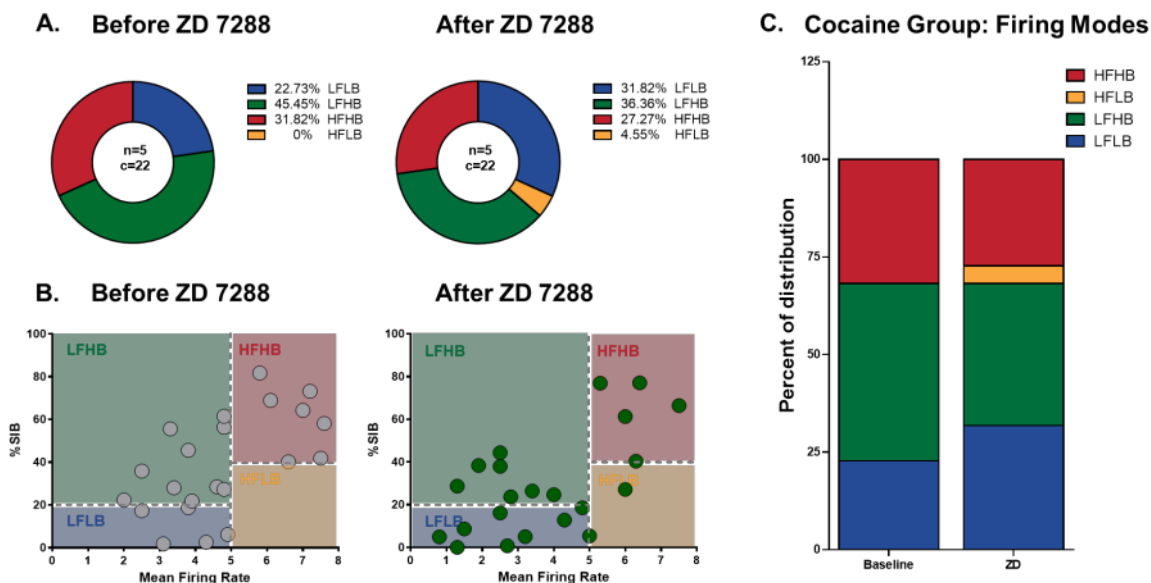 A. Before ZD 7288
After ZD 7288
22.73% LFLB
45.45% LFHB
31.82% HFHB
0% HFLB
n=5
c=22
31.82% LFLB
36.36% LFHB
27.27% HFHB
4.55% HFLB
n=5
c=22
B. Before ZD 7288
After ZD 7288
%SIB
100
80
60
40
20
0
LFHB
HFHB
HFLB
LFLB
0 1 2 3 4 5 6 7 8
Mean Firing Rate
%SIB
100
80
60
40
20
0
LFHB
HFHB
HFLB
LFLB
0 1 2 3 4 5 6 7 8
Mean Firing Rate
C. Cocaine Group: Firing Modes
HFHB
HFLB
LFHB
LFLB
Percent of distribution
125
100
75
50
25
0
Baseline ZD